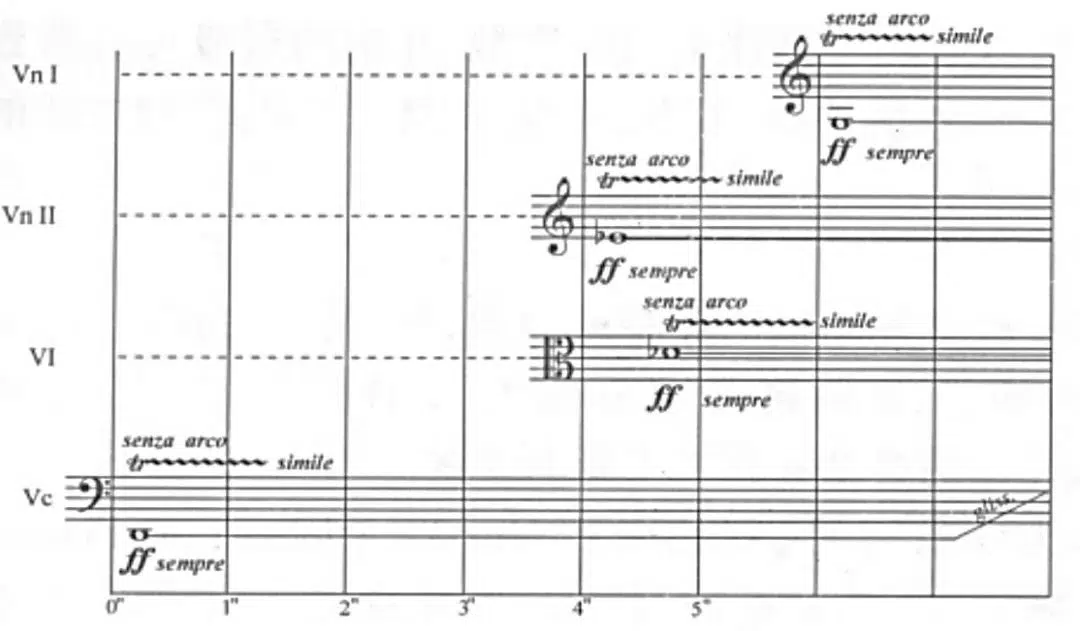 senza arco
tr simile
Vn I
ff sempre
senza arco
tr simile
Vn II
ff sempre
senza arco
tr simile
Vl
ff sempre
senza arco
tr simile
Vc
gliss.
ff sempre
0" 1" 2" 3" 4" 5"